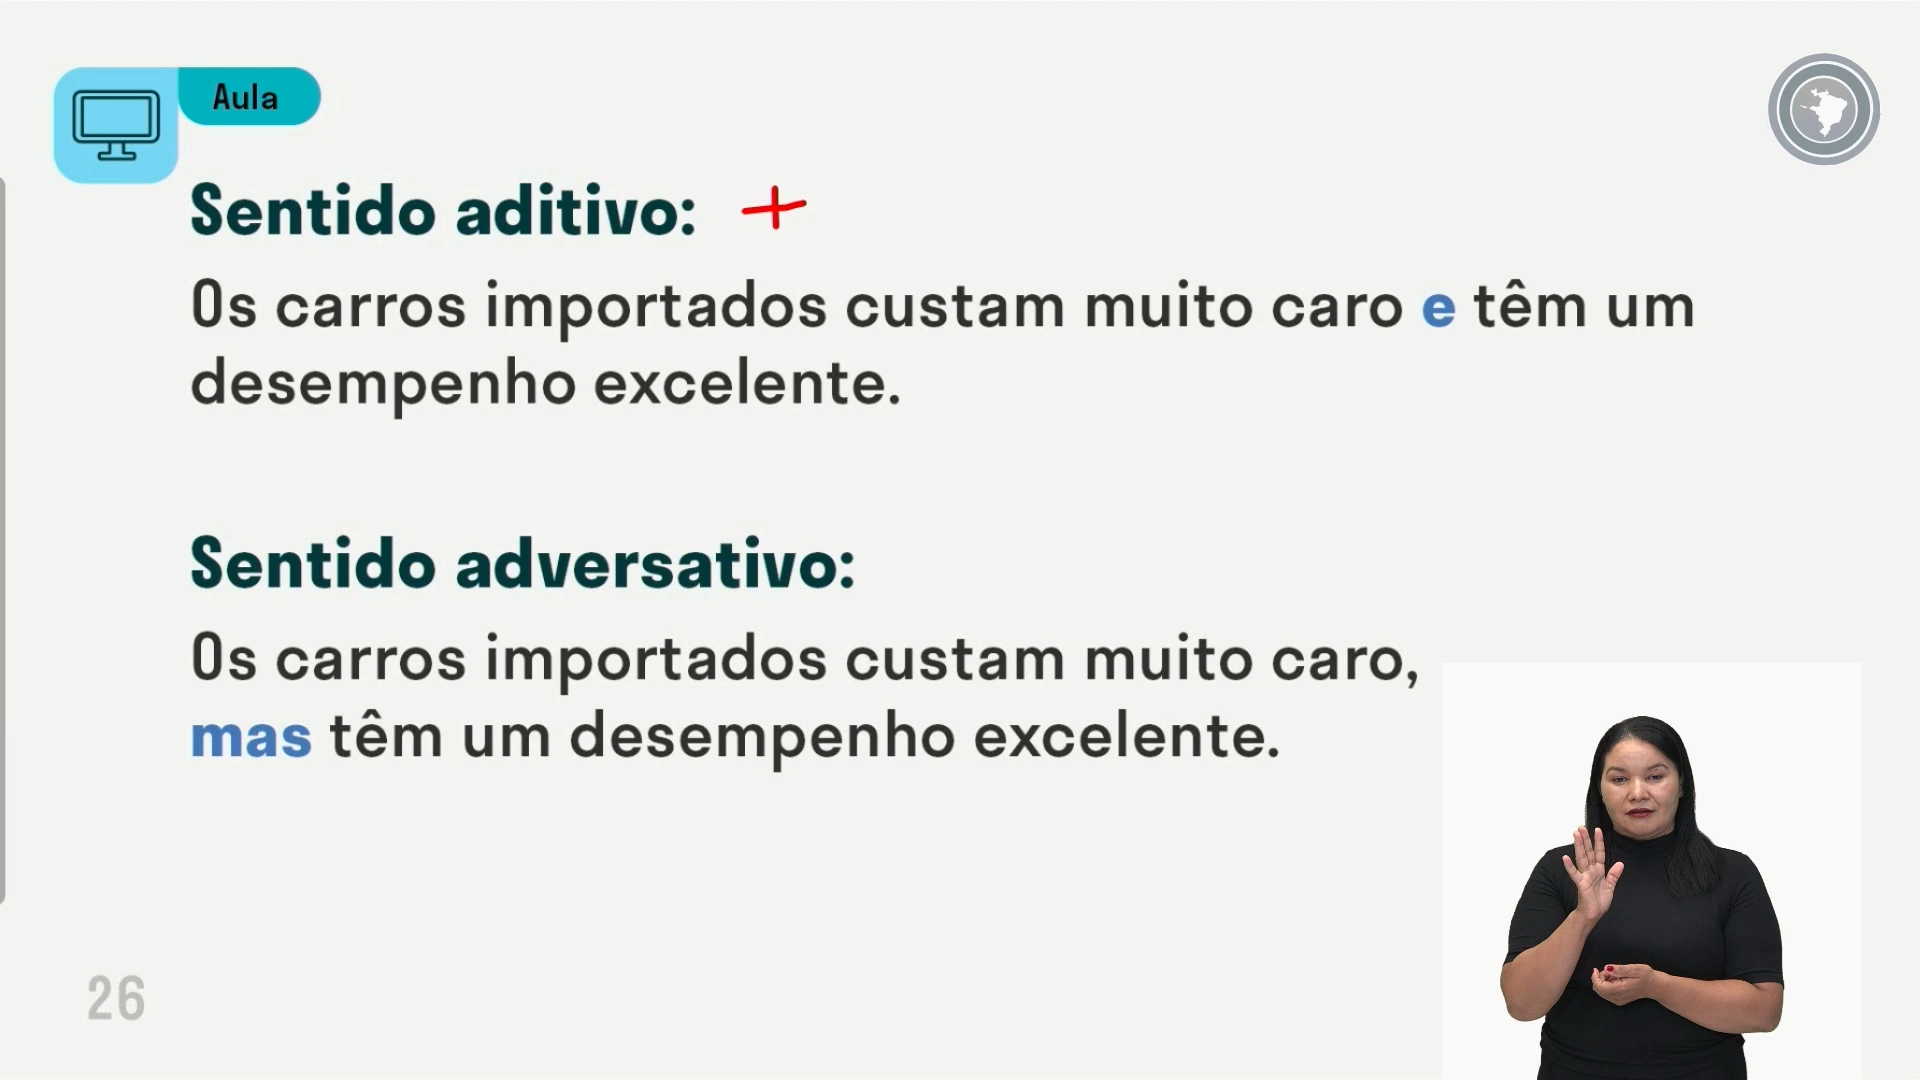 Aula
Sentido aditivo: +
Os carros importados custam muito caro e têm um
desempenho excelente.
Sentido adversativo:
Os carros importados custam muito caro,
mas têm um desempenho excelente.
26